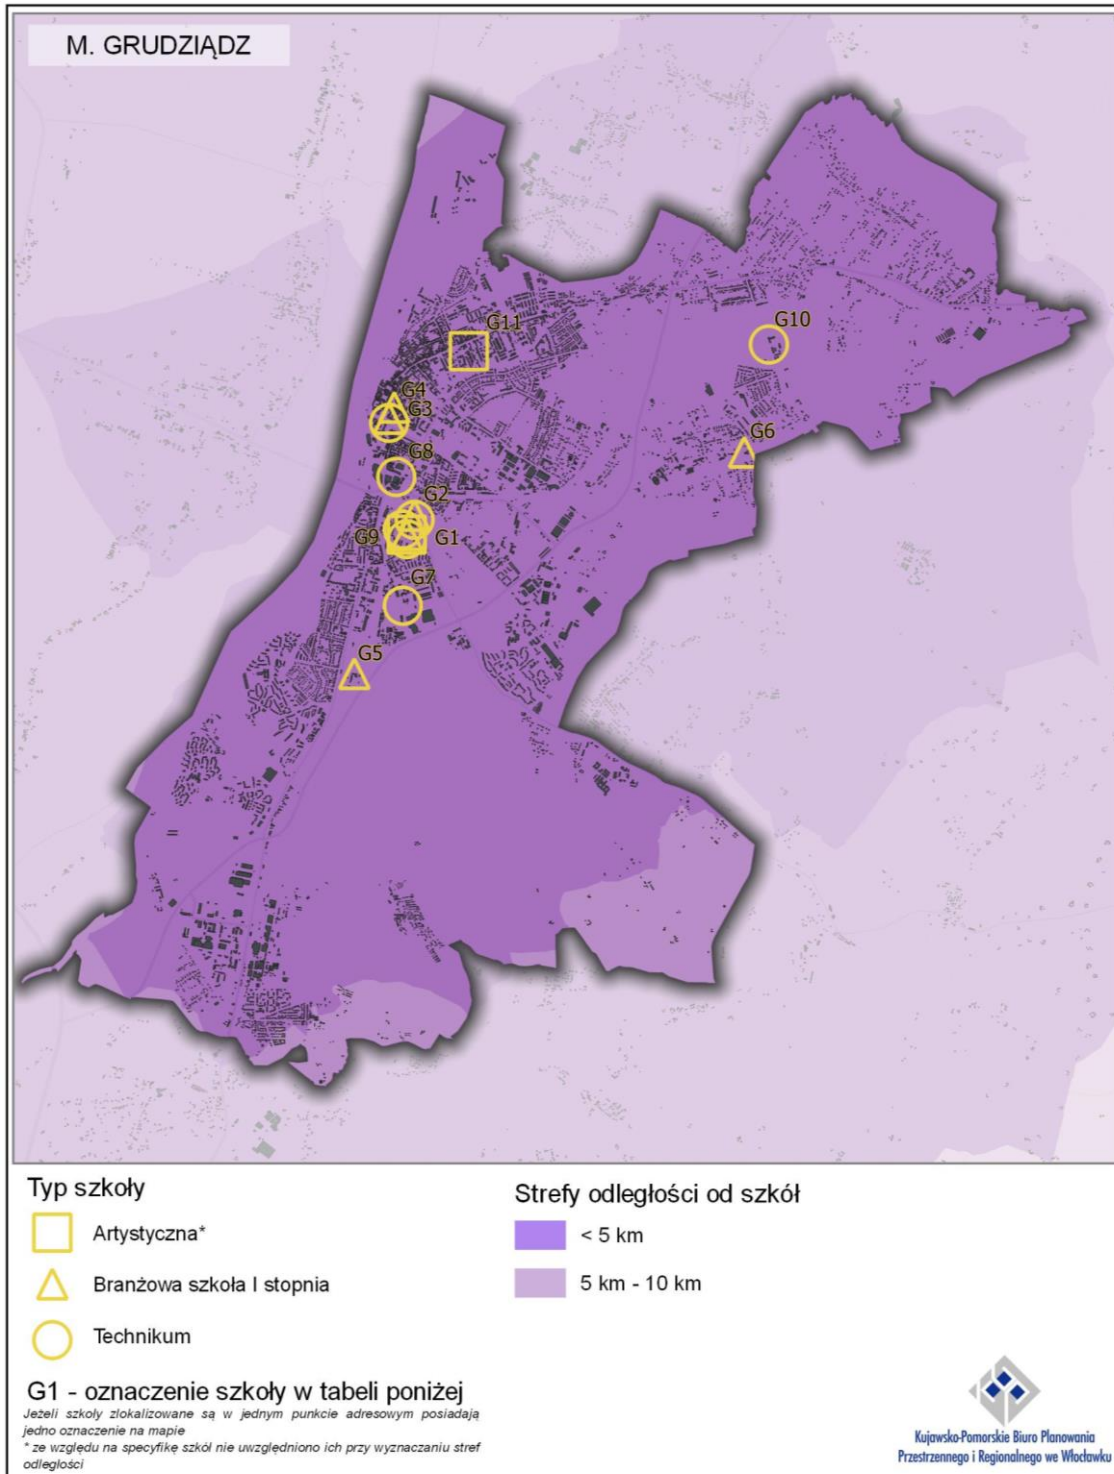 M. GRUDZIĄDZ
G11
G10
G4
G3
G6
G8
G2
G9
G1
G7
G5
Typ szkoły
Artystyczna*
Branżowa szkoła I stopnia
Technikum
Strefy odległości od szkół
< 5 km
5 km - 10 km
G1 - oznaczenie szkoły w tabeli poniżej
Jeżeli szkoły zlokalizowane są w jednym punkcie adresowym posiadają
jedno oznaczenie na mapie
* ze względu na specyfikę szkół nie uwzględniono ich przy wyznaczaniu stref
odległości
Kujawsko-Pomorskie Biuro Planowania
Przestrzennego i Regionalnego we Włocławku